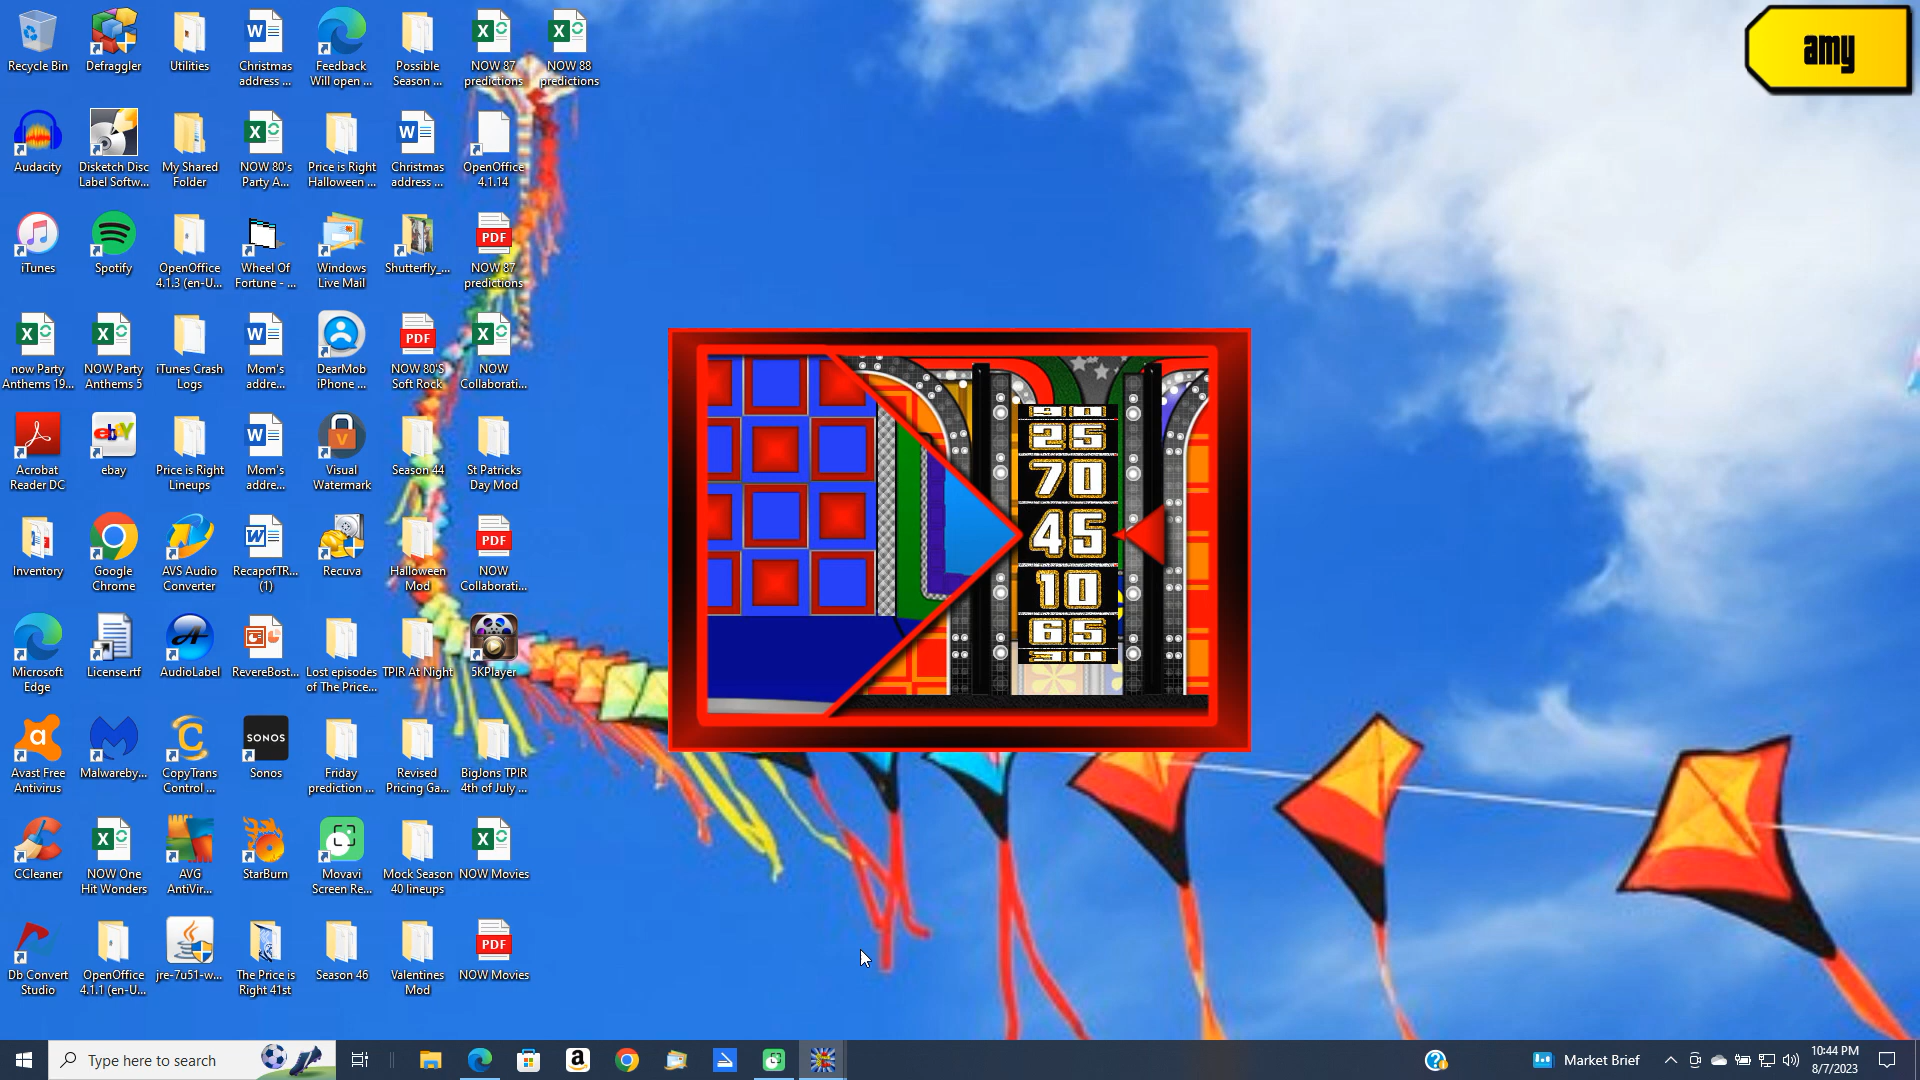 Recycle Bin
Defraggler
Utilities
Christmas
address ...
Feedback
Will open ...
Possible
Season ...
NOW 87
predictions
NOW 88
predictions
amy
Audacity
Disketch Disc
Label Softw...
My Shared
Folder
NOW 80's
Party A...
Price is Right
Halloween ...
Christmas
address ...
OpenOffice
4.1.14
iTunes
Spotify
OpenOffice
4.1.3 (en-U...
Wheel Of
Fortune - ...
Windows
Live Mail
Shutterfly_...
PDF
NOW 87
predictions
now Party
Anthems 19...
NOW Party
Anthems 5
iTunes Crash
Logs
Mom's
addre...
DearMob
iPhone ...
PDF
NOW 80'S
Soft Rock
NOW
Collaborati...
Acrobat
Reader DC
ebay
ebay
Price is Right
Lineups
Mom's
addre...
Visual
Watermark
Season 44
St Patricks
Day Mod
25
70
45
10
65
Inventory
Google
Chrome
AVS Audio
Converter
RecapofTR...
(1)
Recuva
Halloween
Mod
PDF
NOW
Collaborati...
Microsoft
Edge
License.rtf
AudioLabel
RevereBost...
Lost episodes
of The Price...
TPIR At Night
5KPlayer
Avast Free
Antivirus
Malwareby...
CopyTrans
Control ...
SONOS
Sonos
Friday
prediction ...
Revised
Pricing Ga...
BigJons TPIR
4th of July ...
CCleaner
NOW One
Hit Wonders
AVG
AntiVir...
StarBurn
Movavi
Screen Re...
Mock Season
40 lineups
NOW Movies
Db Convert
Studio
OpenOffice
4.1.1 (en-U...
jre-7u51-w...
The Price is
Right 41st
Season 46
Valentines
Mod
PDF
NOW Movies
Type here to search
Market Brief
10:44 PM
8/7/2023